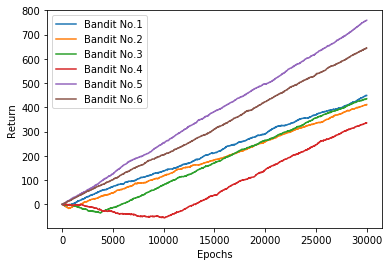 800
700
600
500
400
300
200
100
0
Return
Bandit No.1
Bandit No.2
Bandit No.3
Bandit No.4
Bandit No.5
Bandit No.6
0 5000 10000 15000 20000 25000 30000
Epochs